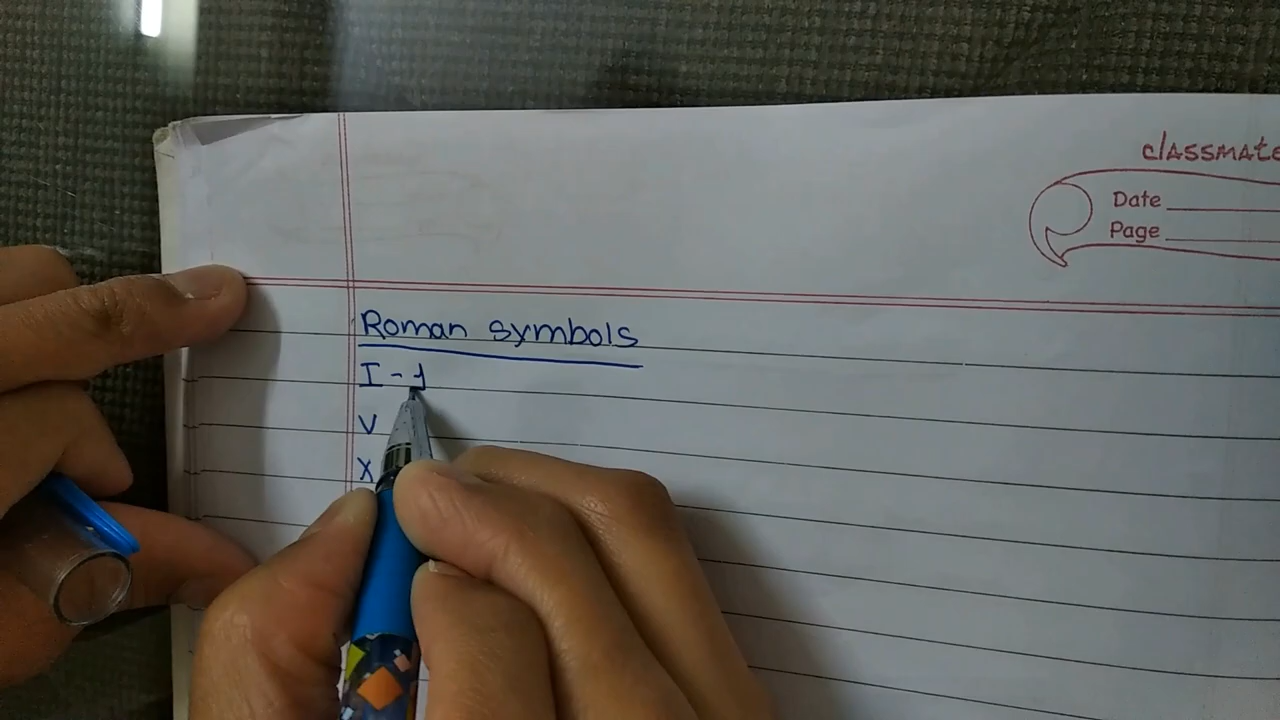 classmate
Date
Page
Roman symbols
I - 1
V
X